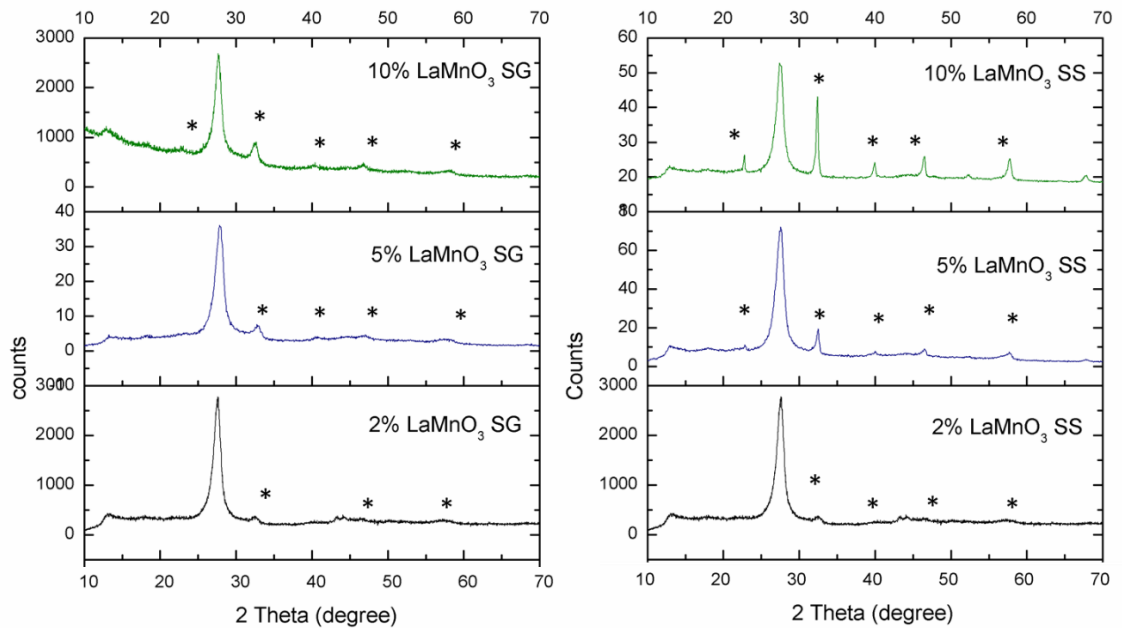 10 20 30 40 50 60 70
3000
2000
1000
0
10% LaMnO₃ SG
* * * * *
40
30
20
10
0
5% LaMnO₃ SG
* * * *
3000
2000
1000
0
2% LaMnO₃ SG
* * *
counts
10 20 30 40 50 60 70
2 Theta (degree)
10 20 30 40 50 60 70
60
50
40
30
20
10% LaMnO₃ SS
* * * * *
80
60
40
20
0
5% LaMnO₃ SS
* * * * *
3000
2000
1000
0
2% LaMnO₃ SS
* * * *
Counts
10 20 30 40 50 60 70
2 Theta (degree)